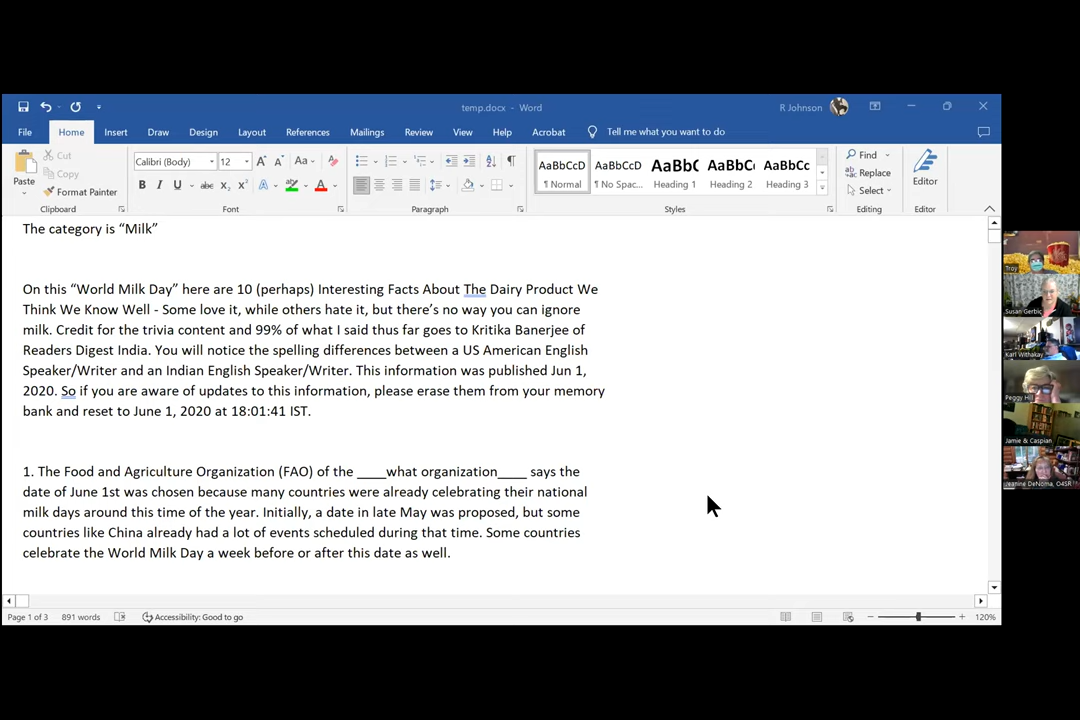 temp.docx - Word
R Johnson
File Home Insert Draw Design Layout References Mailings Review View Help Acrobat Tell me what you want to do
Paste
Cut
Copy
Format Painter
Clipboard
Calibri (Body) 12
Font
Paragraph
AaBbCcD AaBbCcD AaBbC AaBbCc AaBbCc
¶ Normal ¶ No Spac... Heading 1 Heading 2 Heading 3
Styles
Find
Replace
Select
Editing
Editor
Editor
The category is “Milk”
On this “World Milk Day” here are 10 (perhaps) Interesting Facts About The Dairy Product We
Think We Know Well - Some love it, while others hate it, but there’s no way you can ignore
milk. Credit for the trivia content and 99% of what I said thus far goes to Kritika Banerjee of
Readers Digest India. You will notice the spelling differences between a US American English
Speaker/Writer and an Indian English Speaker/Writer. This information was published Jun 1,
2020. So if you are aware of updates to this information, please erase them from your memory
bank and reset to June 1, 2020 at 18:01:41 IST.
1. The Food and Agriculture Organization (FAO) of the ____what organization____ says the
date of June 1st was chosen because many countries were already celebrating their national
milk days around this time of the year. Initially, a date in late May was proposed, but some
countries like China already had a lot of events scheduled during that time. Some countries
celebrate the World Milk Day a week before or after this date as well.
Page 1 of 3 891 words Accessibility: Good to go 120%
Troy
Susan Gerbic
Karl Withakay
Peggy Hill
Jamie & Caspian
Jeanine DeNoma, O4SR